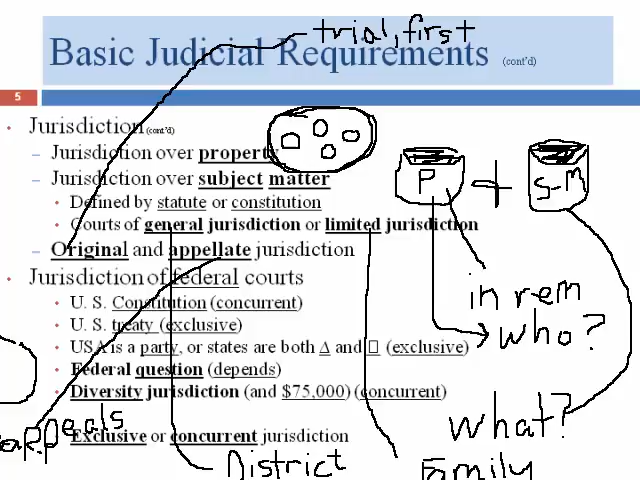 trial, first
Basic Judicial Requirements (cont'd)
5
• Jurisdiction (cont'd)
– Jurisdiction over property
– Jurisdiction over subject matter
• Defined by statute or constitution
• Courts of general jurisdiction or limited jurisdiction
– Original and appellate jurisdiction
• Jurisdiction of federal courts
• U. S. Constitution (concurrent)
• U. S. treaty (exclusive)
• USA is a party, or states are both Δ and □ (exclusive)
• Federal question (depends)
• Diversity jurisdiction (and $75,000) (concurrent)
Exclusive or concurrent jurisdiction
P + S-M
in rem
who?
what?
peals
District
Family